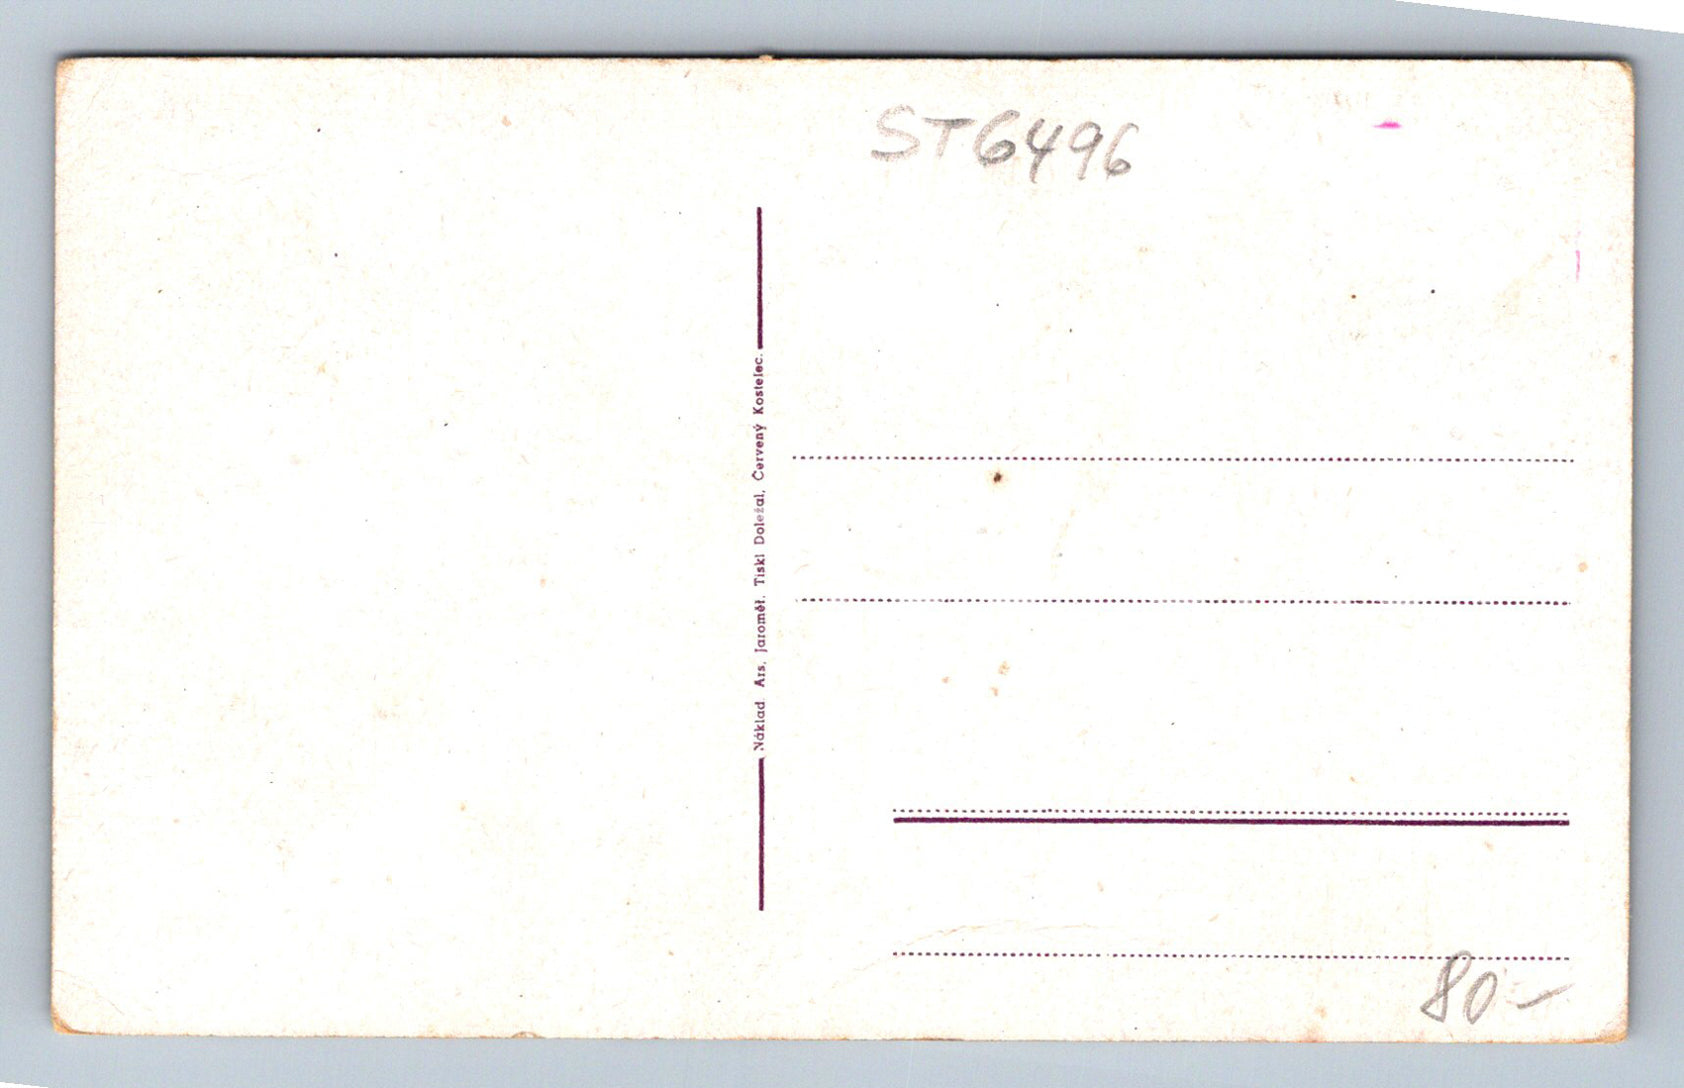 ST6496
Náklad. Ars, Jaroměř. Tiskl Doležal, Červený Kostelec.
80-